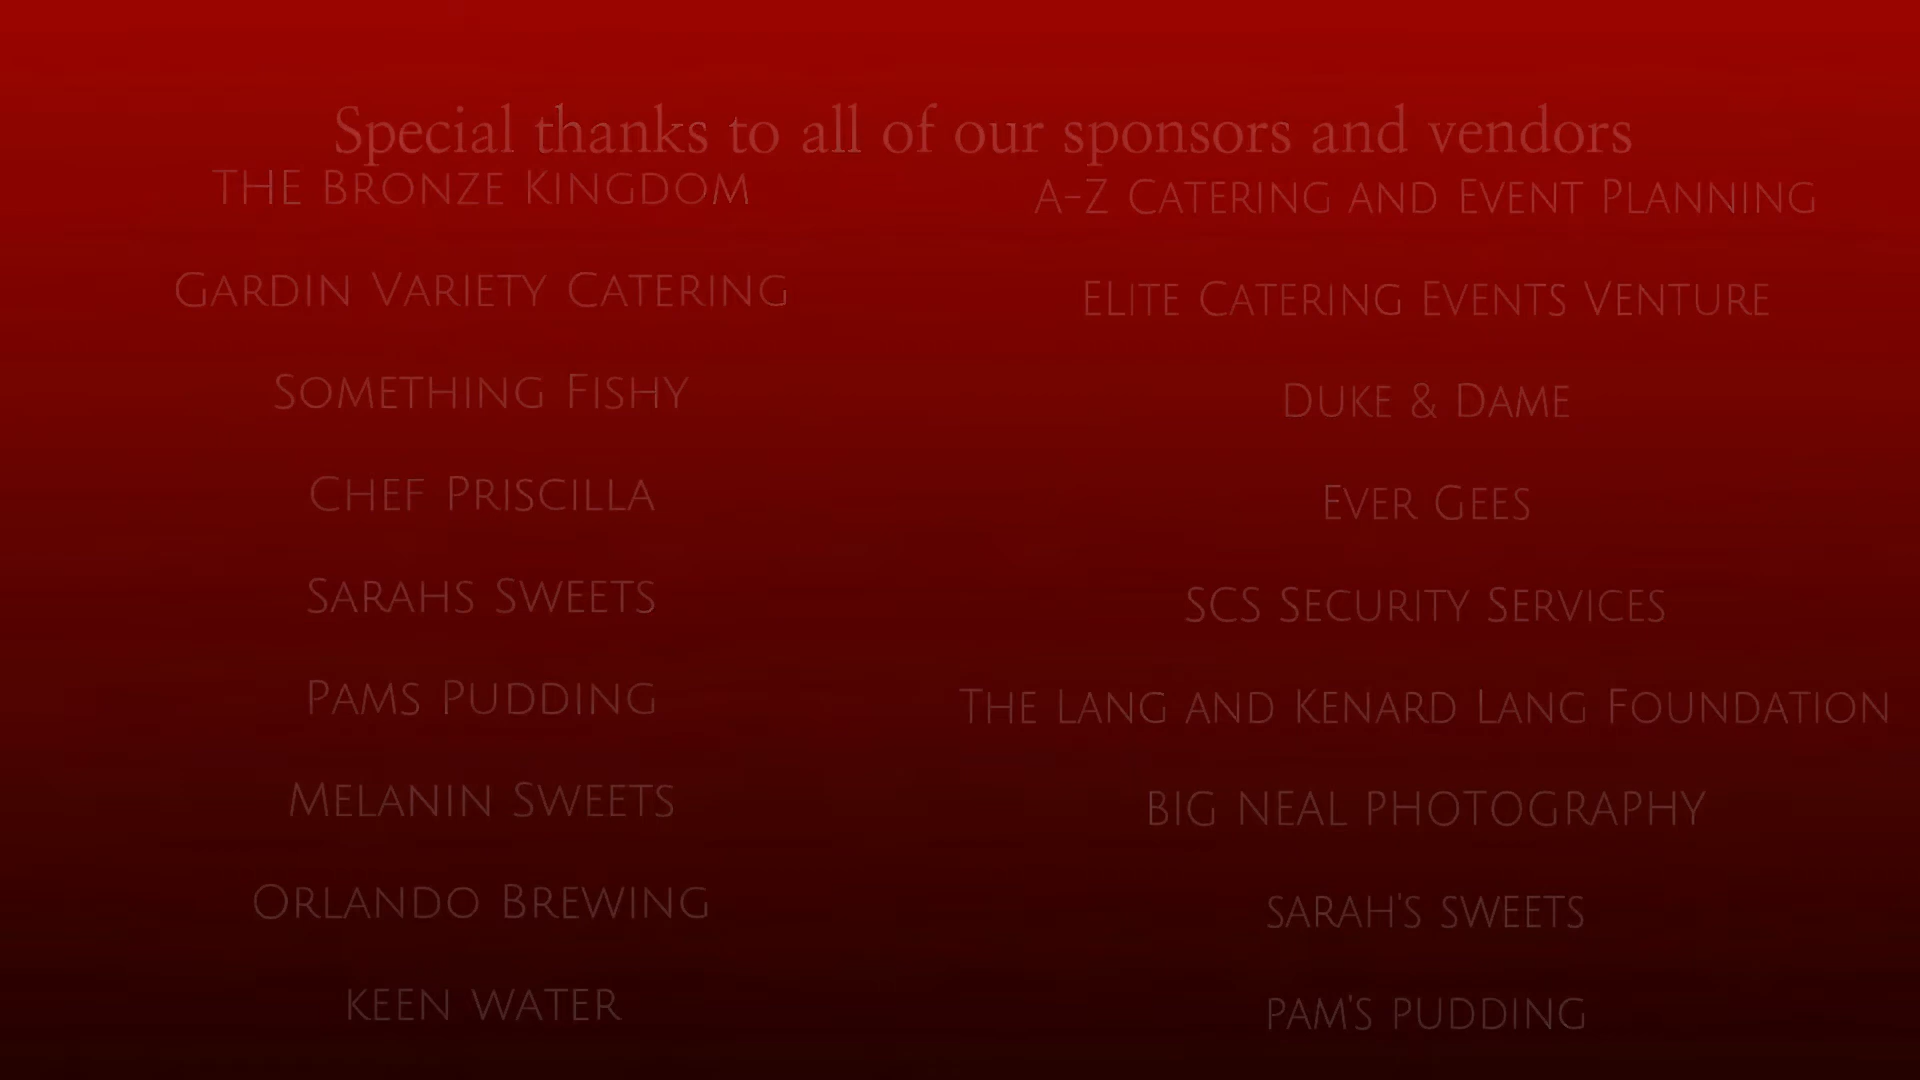 Special thanks to all of our sponsors and vendors
THE BRONZE KINGDOM
GARDIN VARIETY CATERING
SOMETHING FISHY
CHEF PRISCILLA
SARAHS SWEETS
PAMS PUDDING
MELANIN SWEETS
ORLANDO BREWING
KEEN WATER
A-Z CATERING AND EVENT PLANNING
ELITE CATERING EVENTS VENTURE
DUKE & DAME
EVER GEES
SCS SECURITY SERVICES
THE LANG AND KENARD LANG FOUNDATION
BIG NEAL PHOTOGRAPHY
SARAH'S SWEETS
PAM'S PUDDING